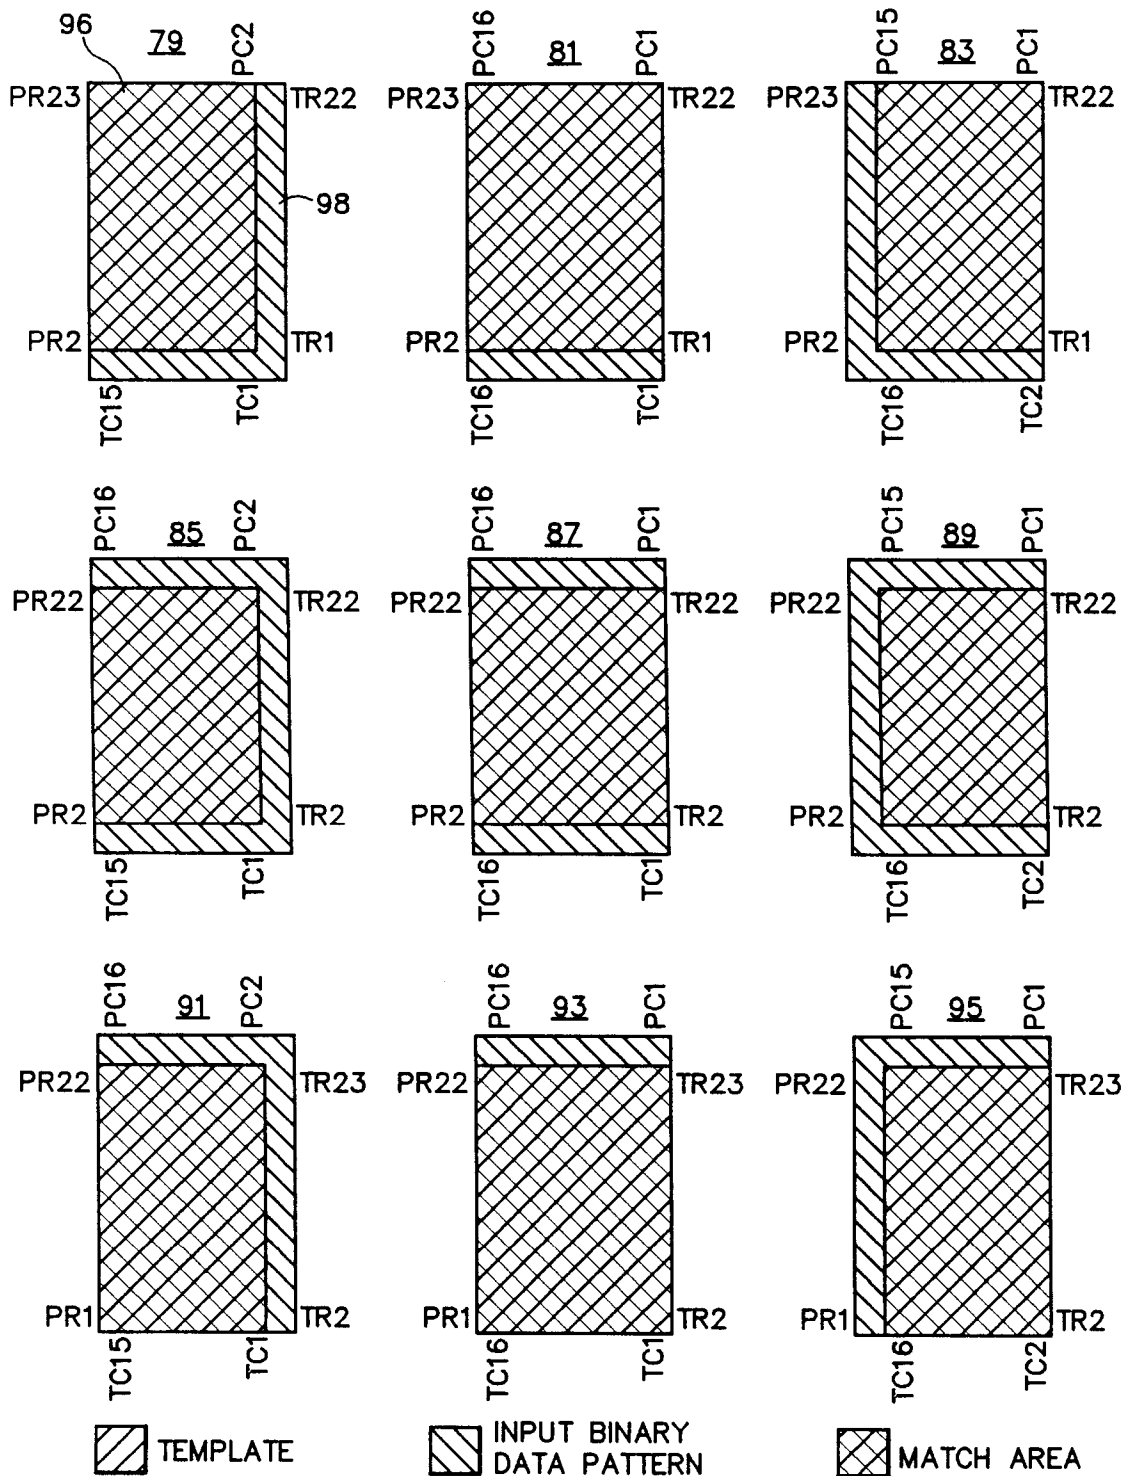 96
79
PC2
PR23
TR22
98
PR2
TR1
TC15
TC1
PC16
81
PC1
PR23
TR22
PR2
TR1
TC16
TC1
PC15
83
PC1
PR23
TR22
PR2
TR1
TC16
TC2
PC16
85
PC2
PR22
TR22
PR2
TR2
TC15
TC1
PC16
87
PC1
PR22
TR22
PR2
TR2
TC16
TC1
PC15
89
PC1
PR22
TR22
PR2
TR2
TC16
TC2
PC16
91
PC2
PR22
TR23
PR1
TR2
TC15
TC1
PC16
93
PC1
PR22
TR23
PR1
TR2
TC16
TC1
PC15
95
PC1
PR22
TR23
PR1
TR2
TC16
TC2
TEMPLATE
INPUT BINARY
DATA PATTERN
MATCH AREA